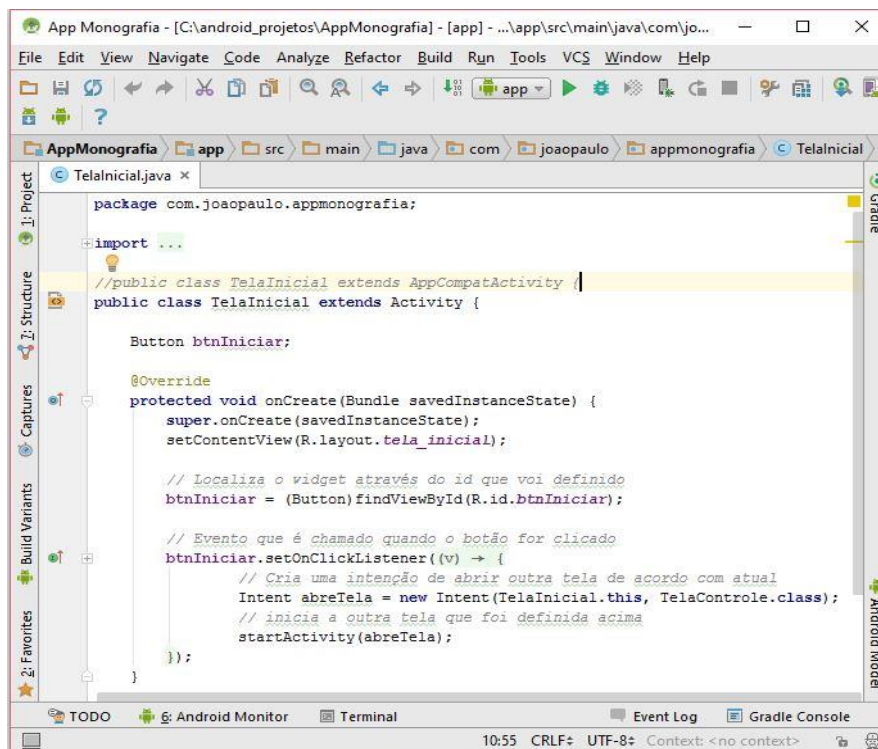 App Monografia - [C:\android_projetos\AppMonografia] - [app] - ...\app\src\main\java\com\jo...
File Edit View Navigate Code Analyze Refactor Build Run Tools VCS Window Help
app
?
AppMonografia app src main java com joaopaulo appmonografia C TelaInicial
C TelaInicial.java ×
1: Project
7: Structure
Captures
Build Variants
2: Favorites
package com.joaopaulo.appmonografia;
import ...
//public class TelaInicial extends AppCompatActivity {
public class TelaInicial extends Activity {
Button btnIniciar;
@Override
protected void onCreate(Bundle savedInstanceState) {
super.onCreate(savedInstanceState);
setContentView(R.layout.tela_inicial);
// Localiza o widget através do id que voi definido
btnIniciar = (Button)findViewById(R.id.btnIniciar);
// Evento que é chamado quando o botão for clicado
btnIniciar.setOnClickListener((v) → {
// Cria uma intenção de abrir outra tela de acordo com atual
Intent abreTela = new Intent(TelaInicial.this, TelaControle.class);
// inicia a outra tela que foi definida acima
startActivity(abreTela);
});
}
Gradle
Android Model
TODO 6: Android Monitor Terminal Event Log Gradle Console
10:55 CRLF÷ UTF-8÷ Context: <no context>